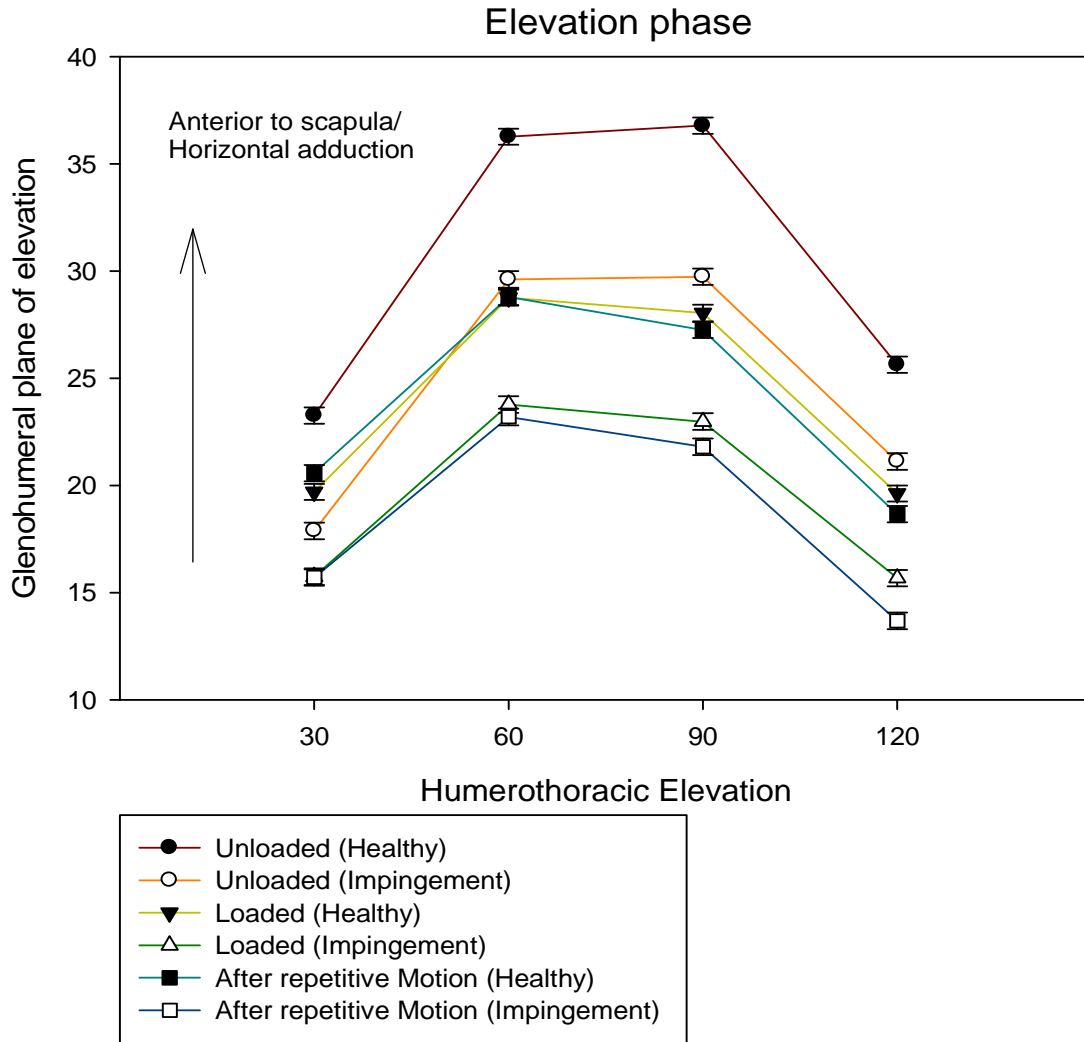 Elevation phase
40
35
30
25
20
15
10
Glenohumeral plane of elevation
Anterior to scapula/
Horizontal adduction
30 60 90 120
Humerothoracic Elevation
Unloaded (Healthy)
Unloaded (Impingement)
Loaded (Healthy)
Loaded (Impingement)
After repetitive Motion (Healthy)
After repetitive Motion (Impingement)